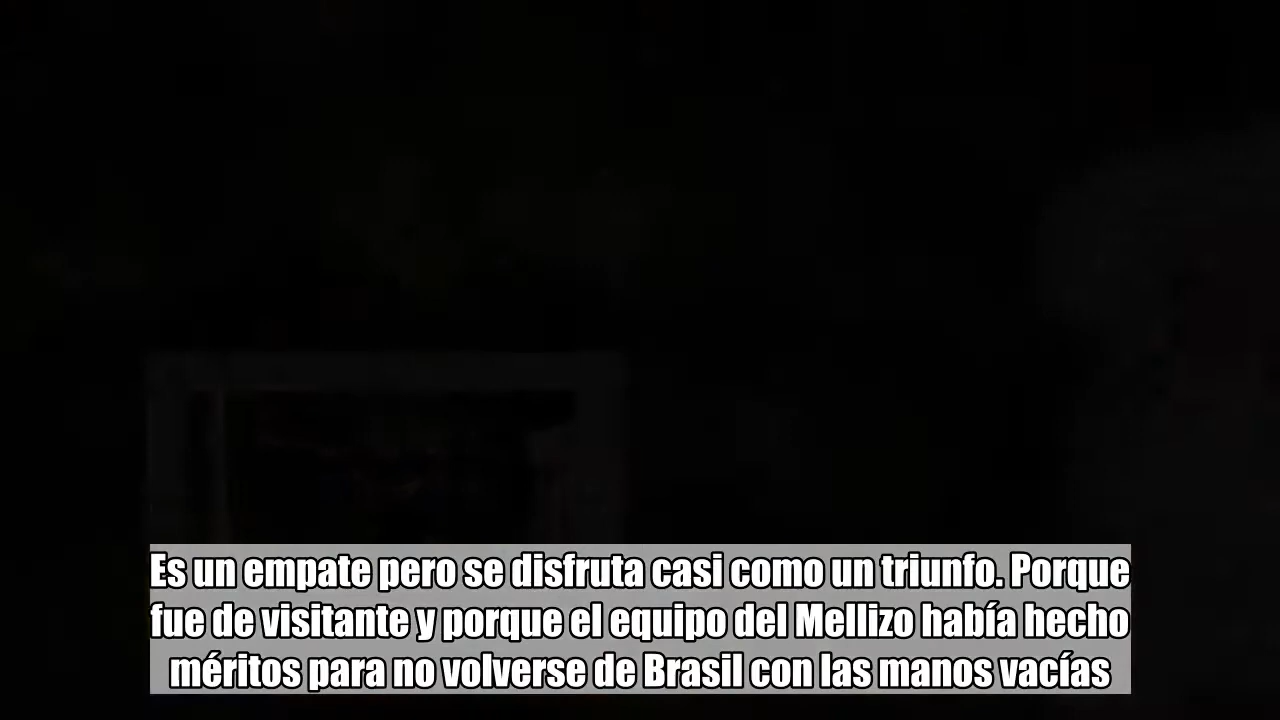 Es un empate pero se disfruta casi como un triunfo. Porque
fue de visitante y porque el equipo del Mellizo había hecho
méritos para no volverse de Brasil con las manos vacías